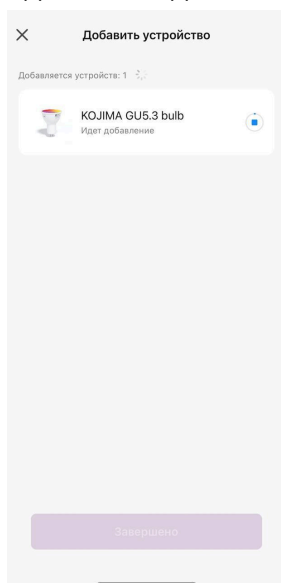 Добавить устройство
Добавляется устройств: 1
KOJIMA GU5.3 bulb
Идет добавление
Завершено